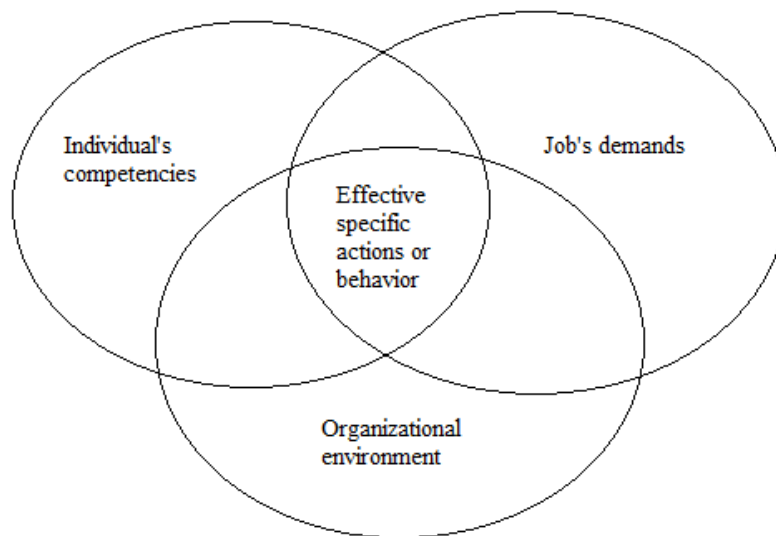 Individual's
competencies
Job's demands
Effective
specific
actions or
behavior
Organizational
environment